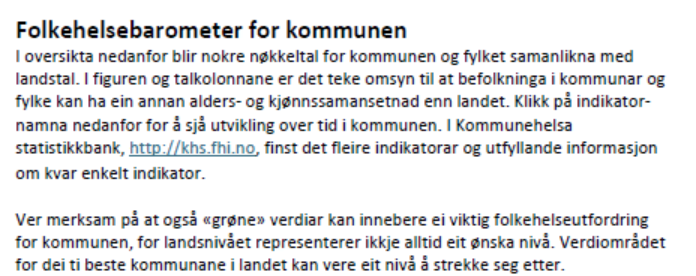 Folkehelsebarometer for kommunen
I oversikta nedanfor blir nokre nøkkeltal for kommunen og fylket samanlikna med
landstal. I figuren og talkolonnane er det teke omsyn til at befolkninga i kommunar og
fylke kan ha ein annan alders- og kjønnssamansetnad enn landet. Klikk på indikator-
namna nedanfor for å sjå utvikling over tid i kommunen. I Kommunehelsa
statistikkbank, http://khs.fhi.no, finst det fleire indikatorar og utfyllande informasjon
om kvar enkelt indikator.
Ver merksam på at også «grøne» verdiar kan innebere ei viktig folkehelseutfordring
for kommunen, for landsnivået representerer ikkje alltid eit ønska nivå. Verdiområdet
for dei ti beste kommunane i landet kan vere eit nivå å strekke seg etter.